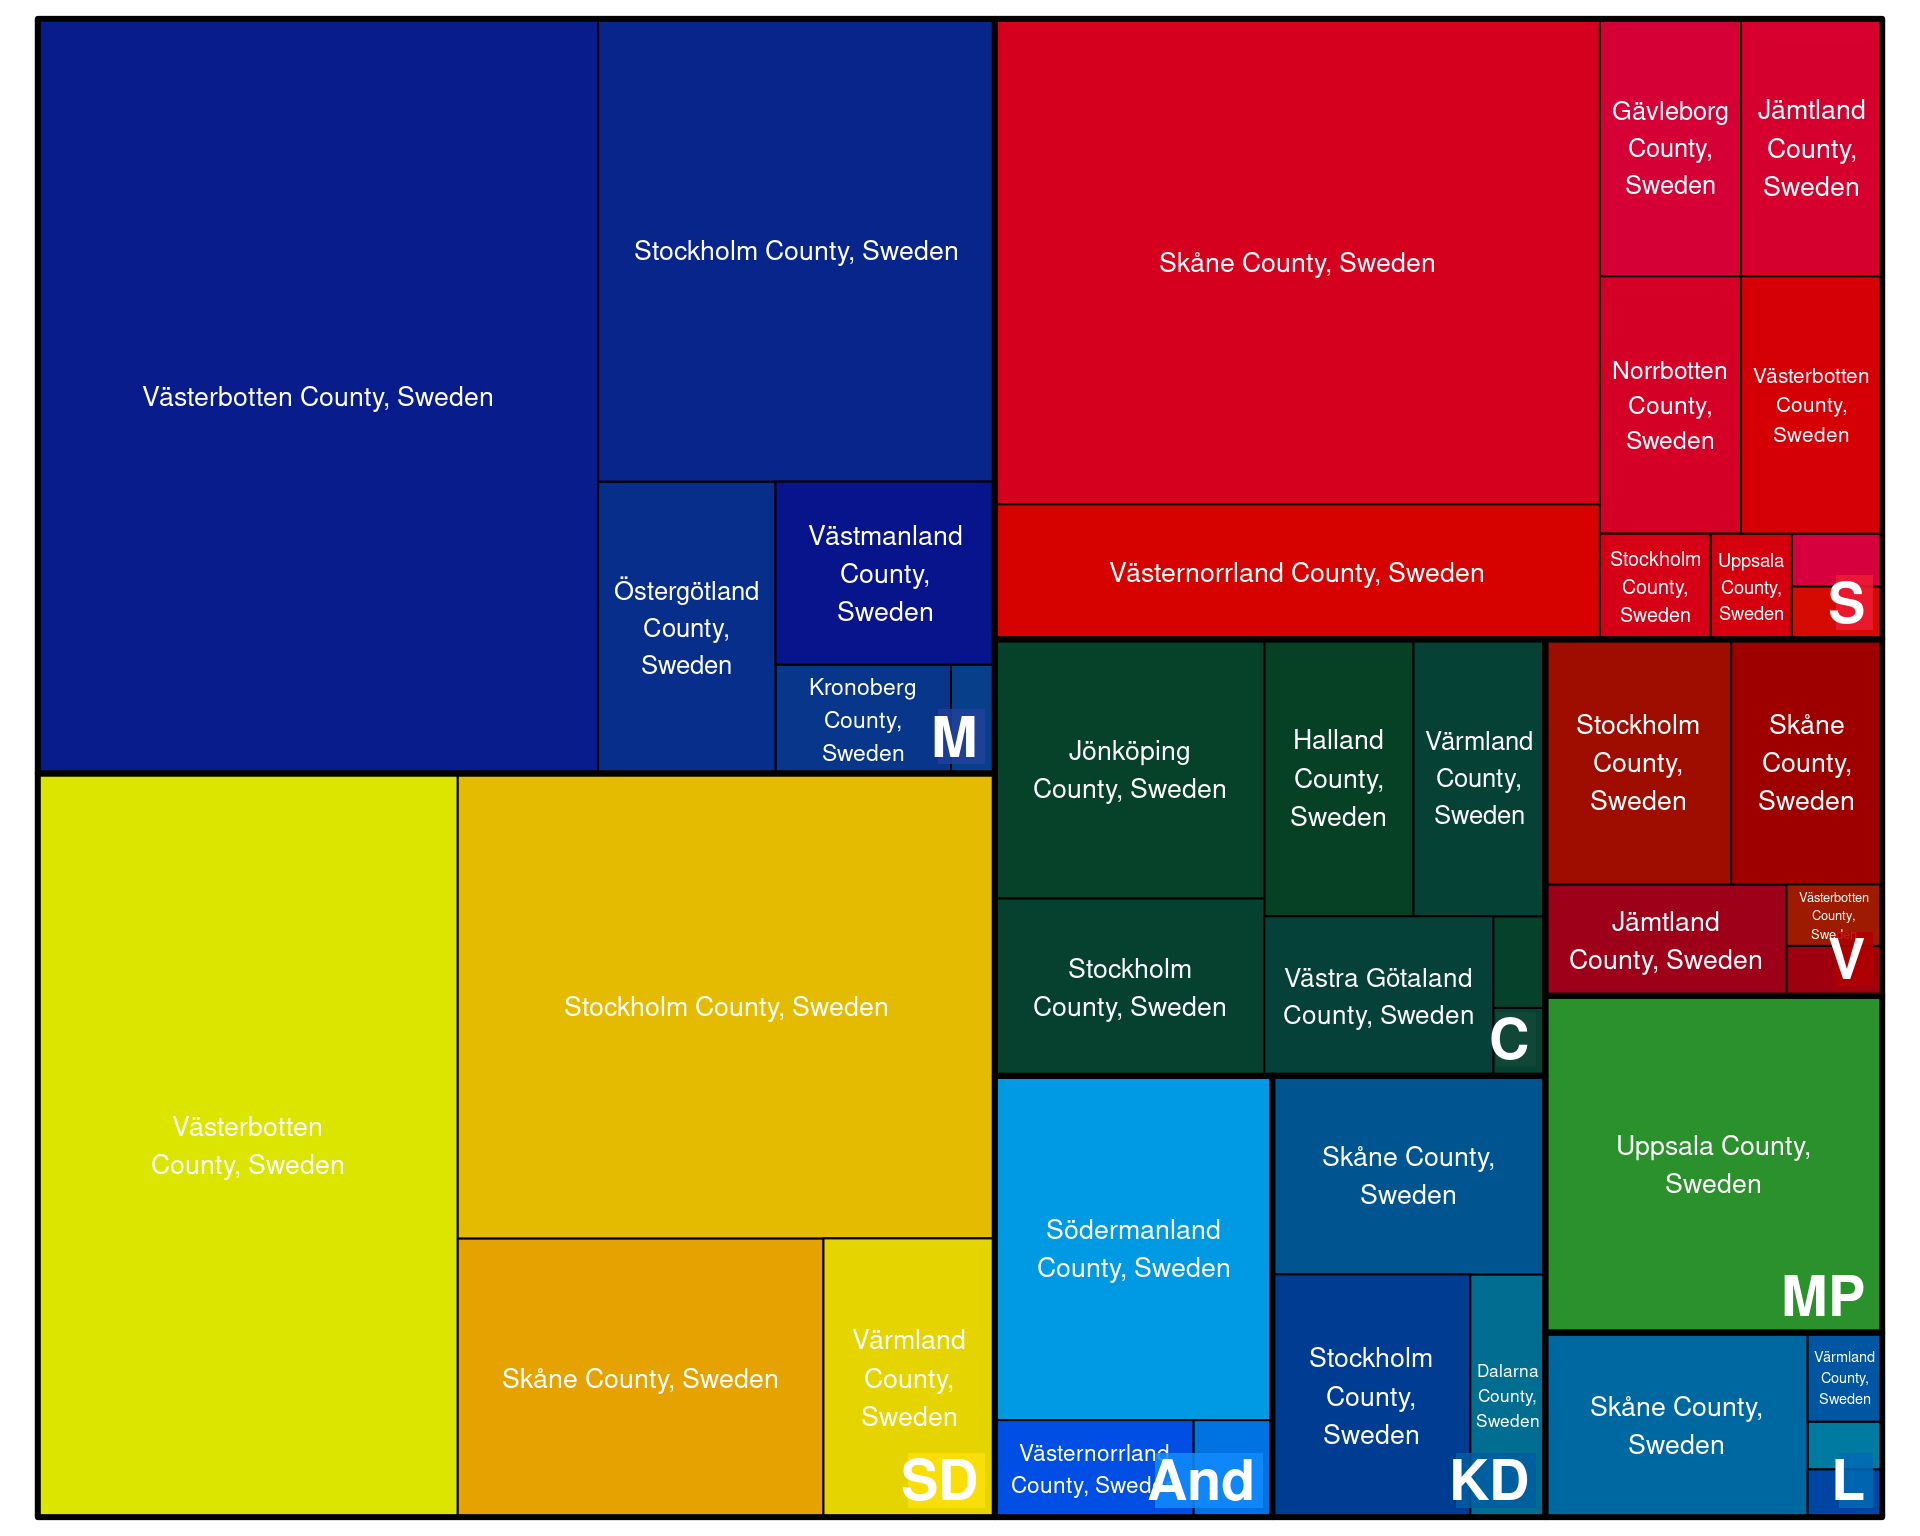 Västerbotten County, Sweden
Stockholm County, Sweden
Östergötland
County,
Sweden
Västmanland
County,
Sweden
Kronoberg
County,
Sweden
M
Skåne County, Sweden
Västernorrland County, Sweden
Gävleborg
County,
Sweden
Jämtland
County,
Sweden
Norrbotten
County,
Sweden
Västerbotten
County,
Sweden
Stockholm
County,
Sweden
Uppsala
County,
Sweden
S
Västerbotten
County, Sweden
Stockholm County, Sweden
Skåne County, Sweden
Värmland
County,
Sweden
SD
Jönköping
County, Sweden
Halland
County,
Sweden
Värmland
County,
Sweden
Stockholm
County, Sweden
Västra Götaland
County, Sweden
C
Stockholm
County,
Sweden
Skåne
County,
Sweden
Jämtland
County, Sweden
Västerbotten
County,
Sweden
V
Södermanland
County, Sweden
Västernorrland
County, Sweden
And
Skåne County,
Sweden
Stockholm
County,
Sweden
Dalarna
County,
Sweden
KD
Uppsala County,
Sweden
MP
Skåne County,
Sweden
Värmland
County,
Sweden
L